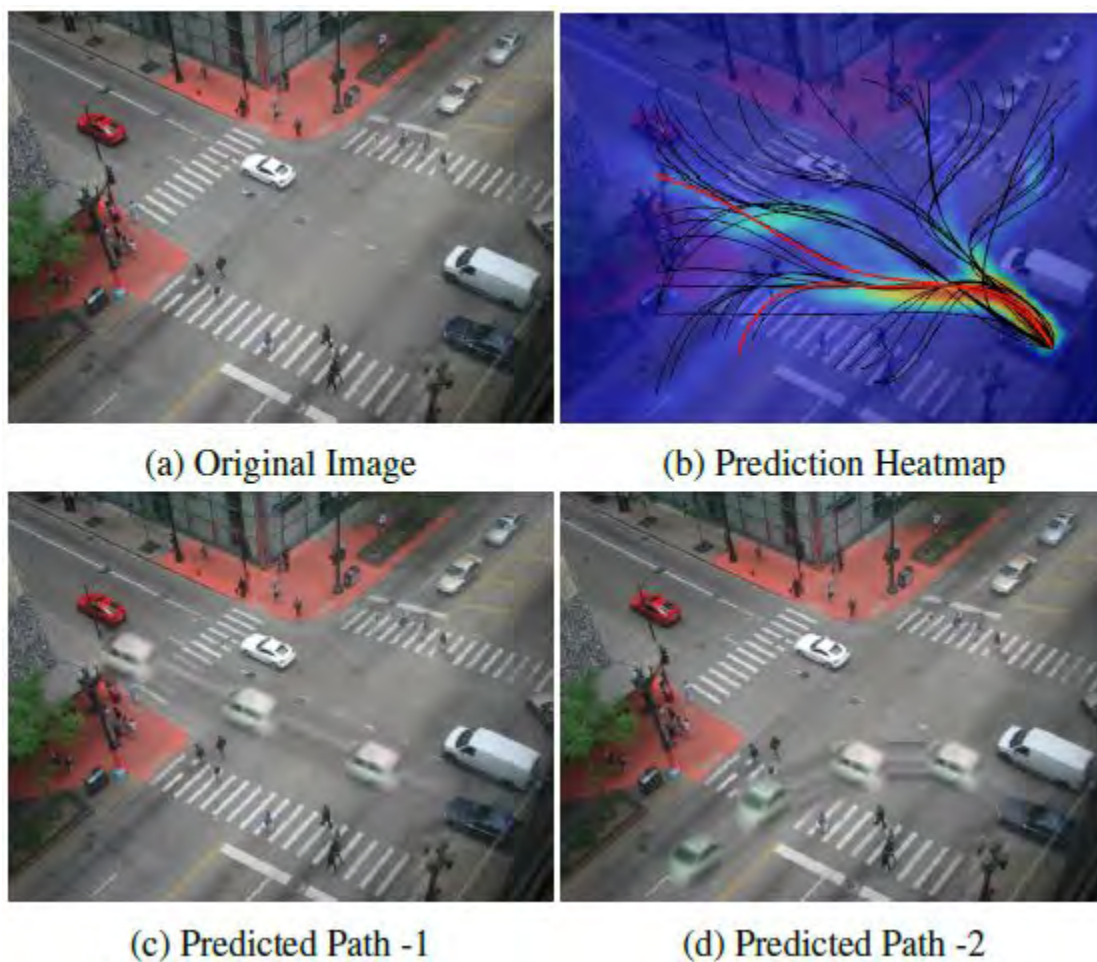 (a) Original Image
(b) Prediction Heatmap
(c) Predicted Path -1
(d) Predicted Path -2